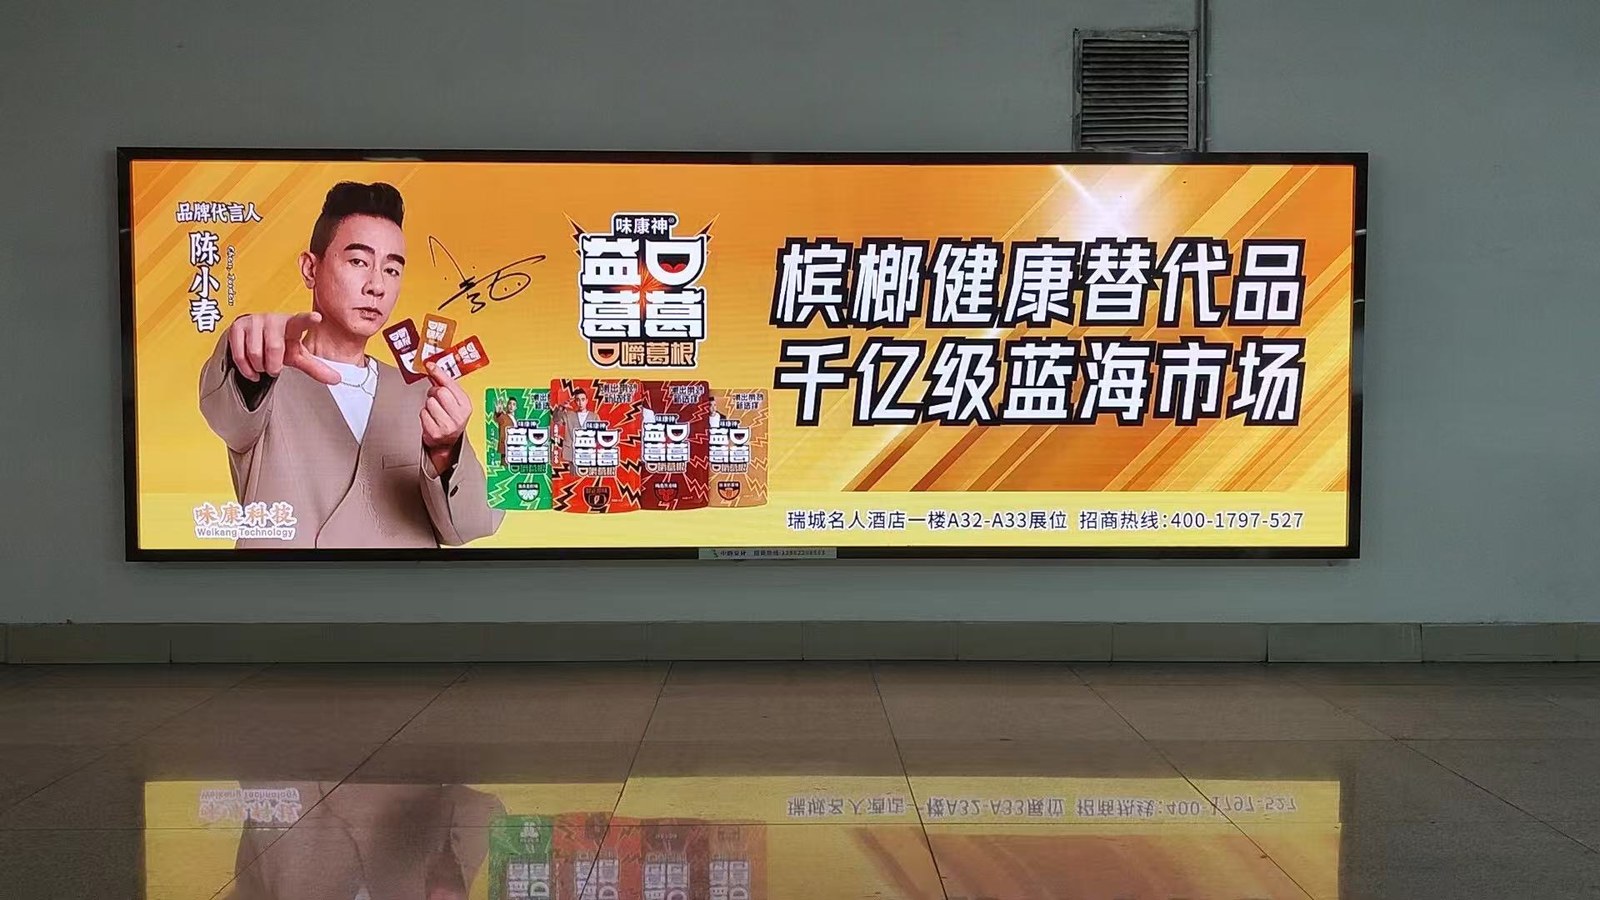 品牌代言人
陈小春
味康神®
益口
葛葛
口嚼葛根
槟榔健康替代品
千亿级蓝海市场
味康科技
Weikang Technology
瑞城名人酒店一楼A32-A33展位 招商热线:400-1797-527